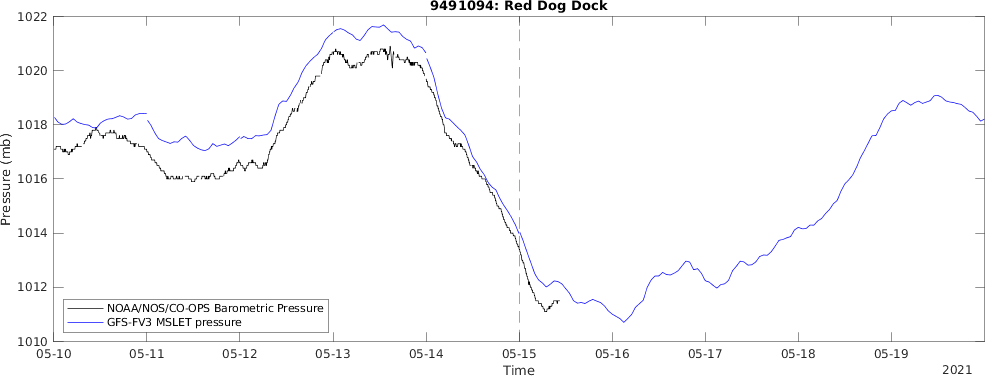 9491094: Red Dog Dock
1022
1020
1018
1016
1014
1012
1010
Pressure (mb)
NOAA/NOS/CO-OPS Barometric Pressure
GFS-FV3 MSLET pressure
05-10 05-11 05-12 05-13 05-14 05-15 05-16 05-17 05-18 05-19
Time
2021